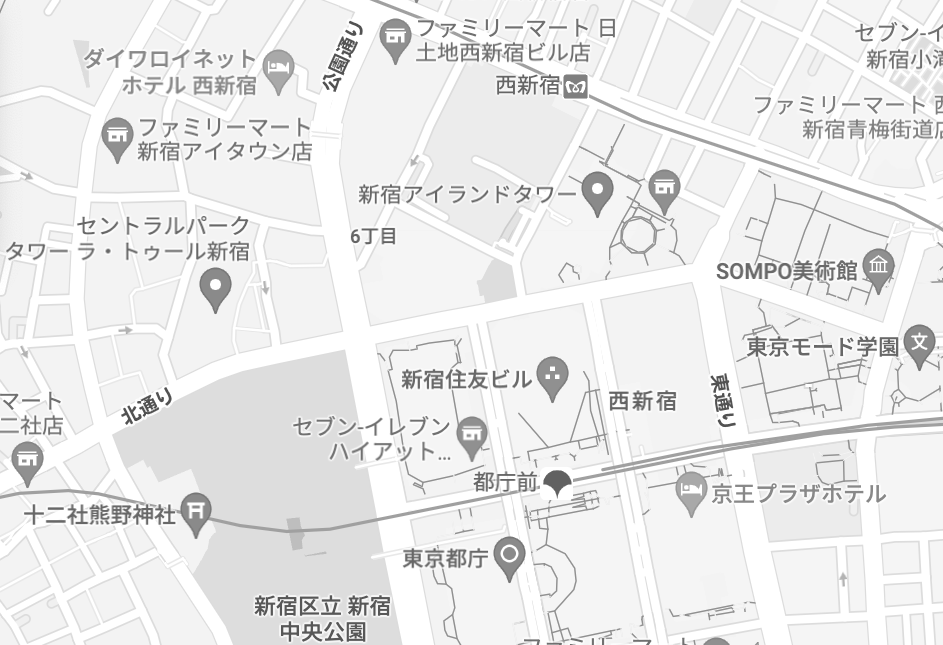 ファミリーマート 日
土地西新宿ビル店
公園通り
セブン-イ
新宿小滝
ダイワロイネット
ホテル 西新宿
西新宿
ファミリーマート 西
新宿青梅街道店
ファミリーマート
新宿アイタウン店
新宿アイランドタワー
セントラルパーク
タワー ラ・トゥール新宿
6丁目
SOMPO美術館
東京モード学園
文
新宿住友ビル
西新宿
東通り
北通り
マート
二社店
セブン-イレブン
ハイアット...
都庁前
京王プラザホテル
十二社熊野神社
東京都庁
新宿区立 新宿
中央公園
ファミリーマート